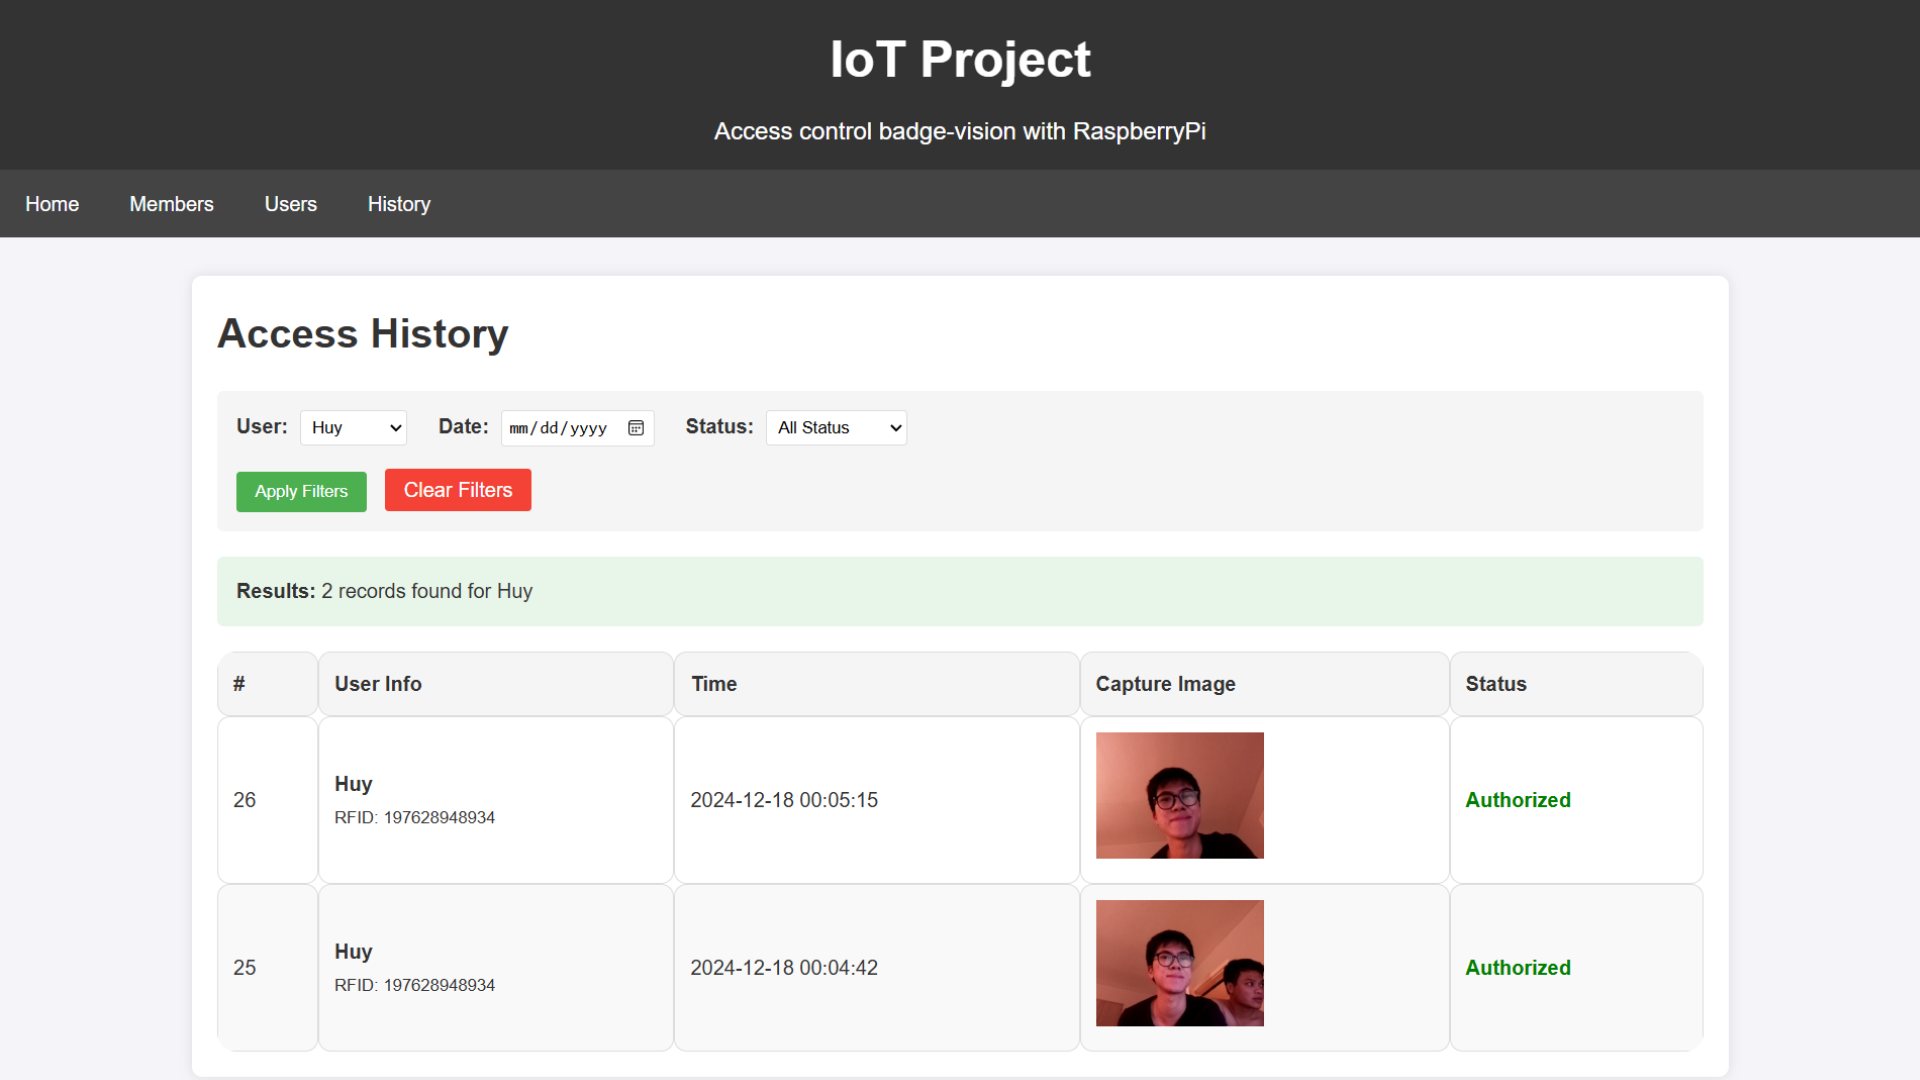 IoT Project
Access control badge-vision with RaspberryPi
Home Members Users History
Access History
User: Huy Date: mm/dd/yyyy Status: All Status
Apply Filters Clear Filters
Results: 2 records found for Huy
# User Info Time Capture Image Status
26 Huy RFID: 197628948934 2024-12-18 00:05:15 Authorized
25 Huy RFID: 197628948934 2024-12-18 00:04:42 Authorized